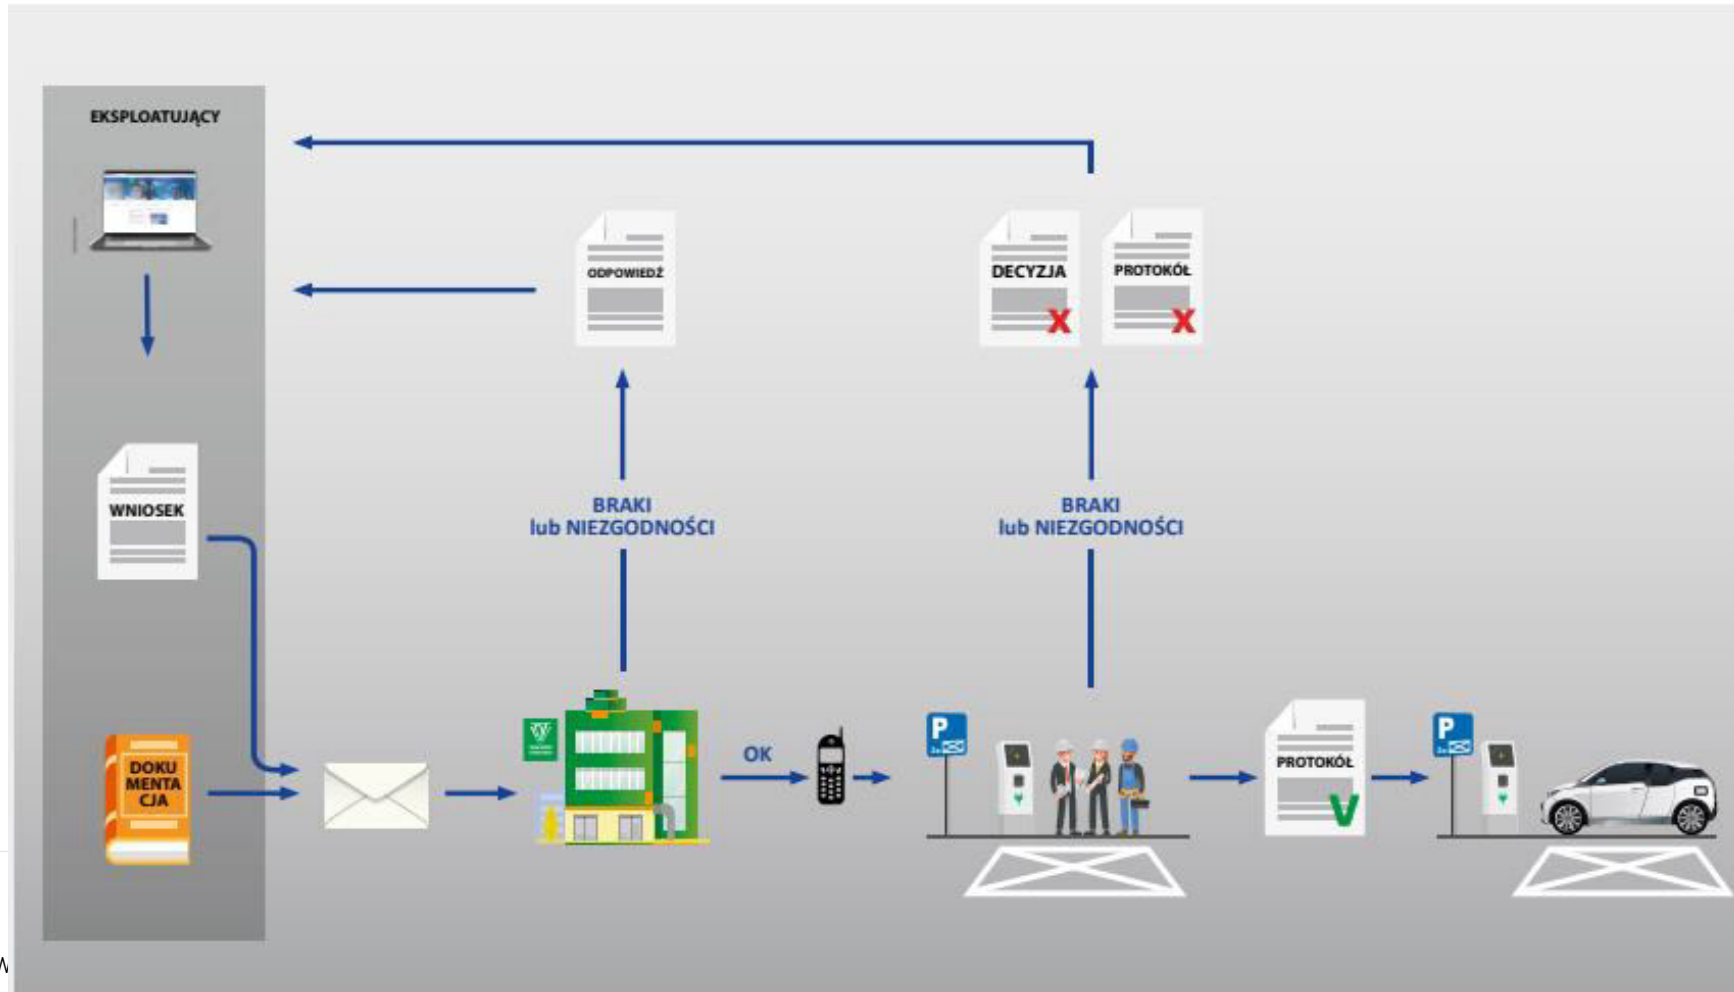 EKSPLOATUJĄCY
ODPOWIEDŹ
DECYZJA
X
PROTOKÓŁ
X
WNIOSEK
BRAKI
lub NIEZGODNOŚCI
BRAKI
lub NIEZGODNOŚCI
DOKU
MENTA
CJA
OK
P
PROTOKÓŁ
V
P